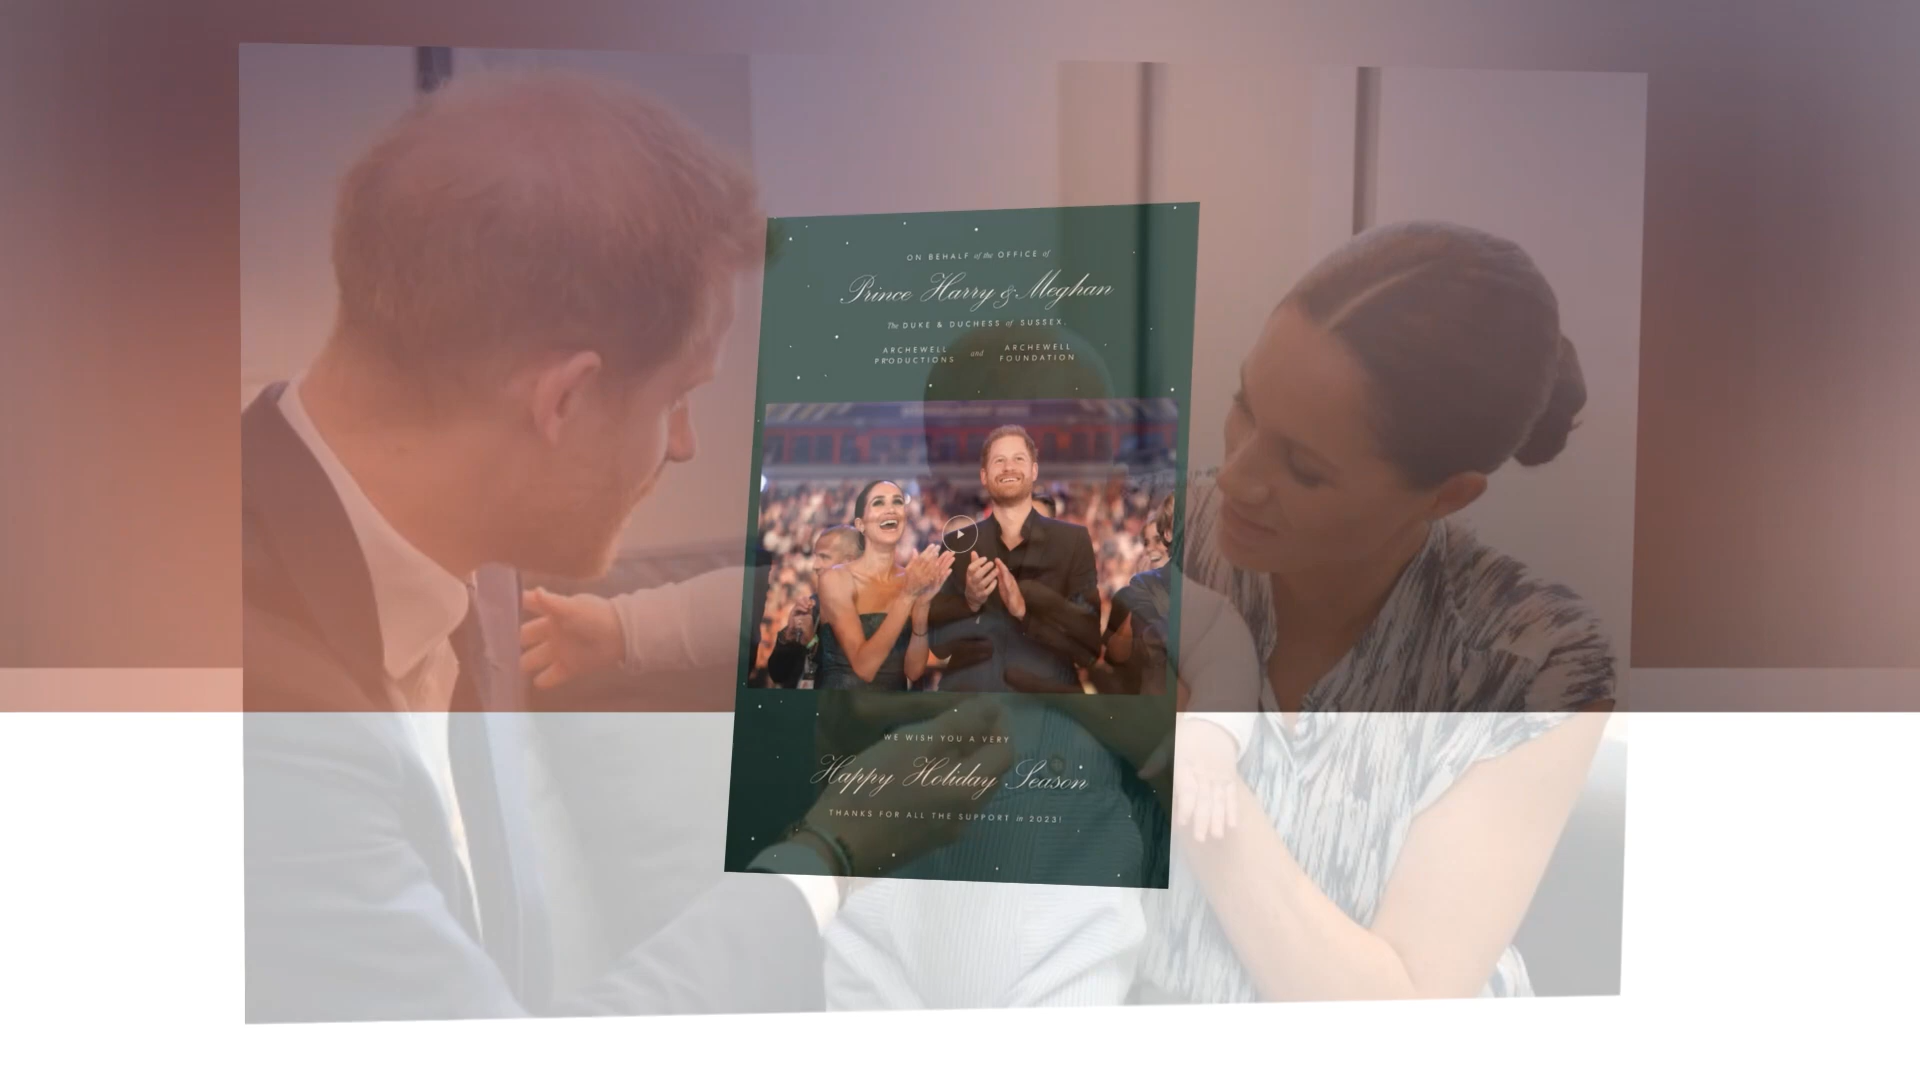 ON BEHALF of the OFFICE of
Prince Harry & Meghan
The DUKE & DUCHESS of SUSSEX,
ARCHEWELL PRODUCTIONS and ARCHEWELL FOUNDATION
WE WISH YOU A VERY
Happy Holiday Season
THANKS FOR ALL THE SUPPORT in 2023!